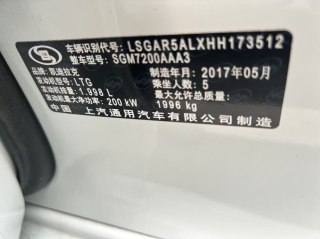 车辆识别代号: LSGAR5ALXHH173512
整车型号: SGM7200AAA3
品牌: 凯迪拉克 制造年月: 2017年05月
发动机型号: LTG 乘坐人数: 5
发动机排量: 1.998 L 最大允许总质量:
发动机最大净功率: 200 kW 1996 kg
中国 上汽通用汽车有限公司制造